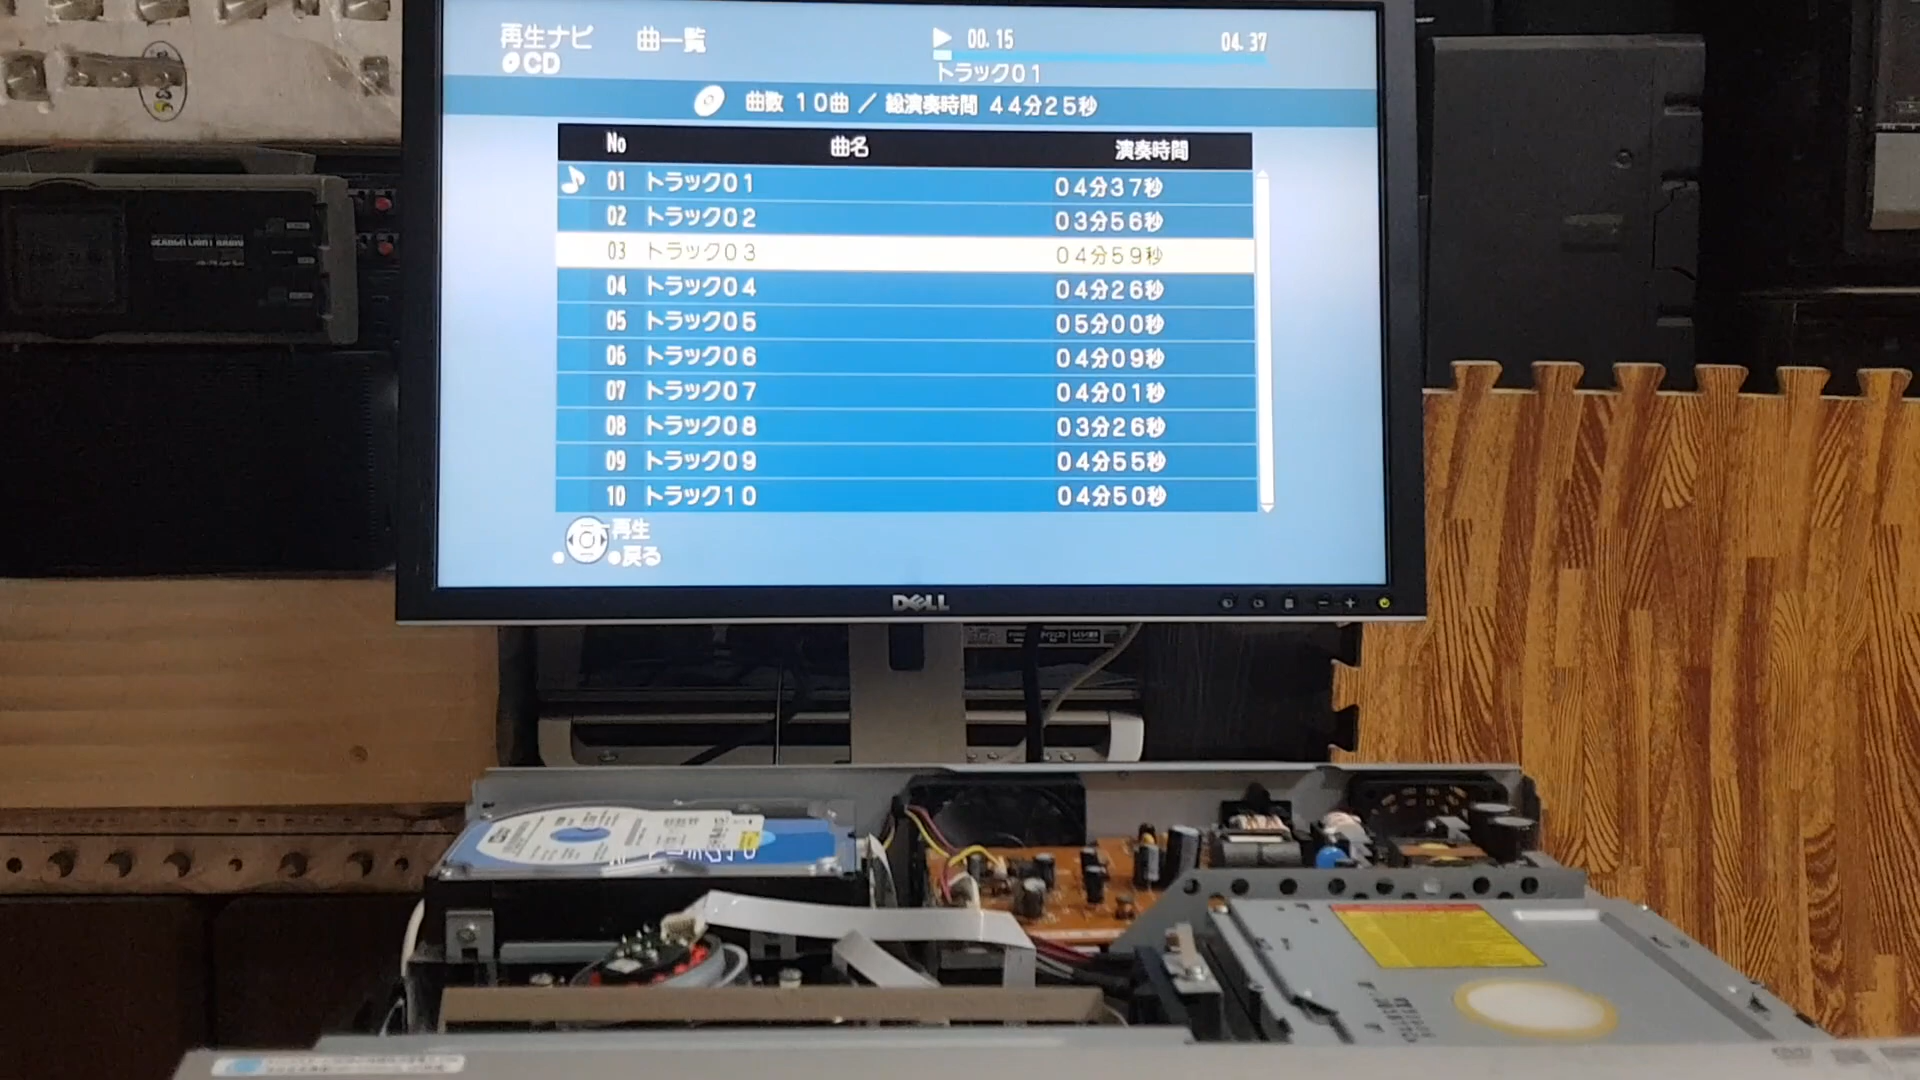 再生ナビ 曲一覧 ▶ 00.15 04.37
CD トラック01
曲数 10曲 / 総演奏時間 44分25秒
No 曲名 演奏時間
01 トラック01 04分37秒
02 トラック02 03分56秒
03 トラック03 04分59秒
04 トラック04 04分26秒
05 トラック05 05分00秒
06 トラック06 04分09秒
07 トラック07 04分01秒
08 トラック08 03分26秒
09 トラック09 04分55秒
10 トラック10 04分50秒
再生
戻る
DELL